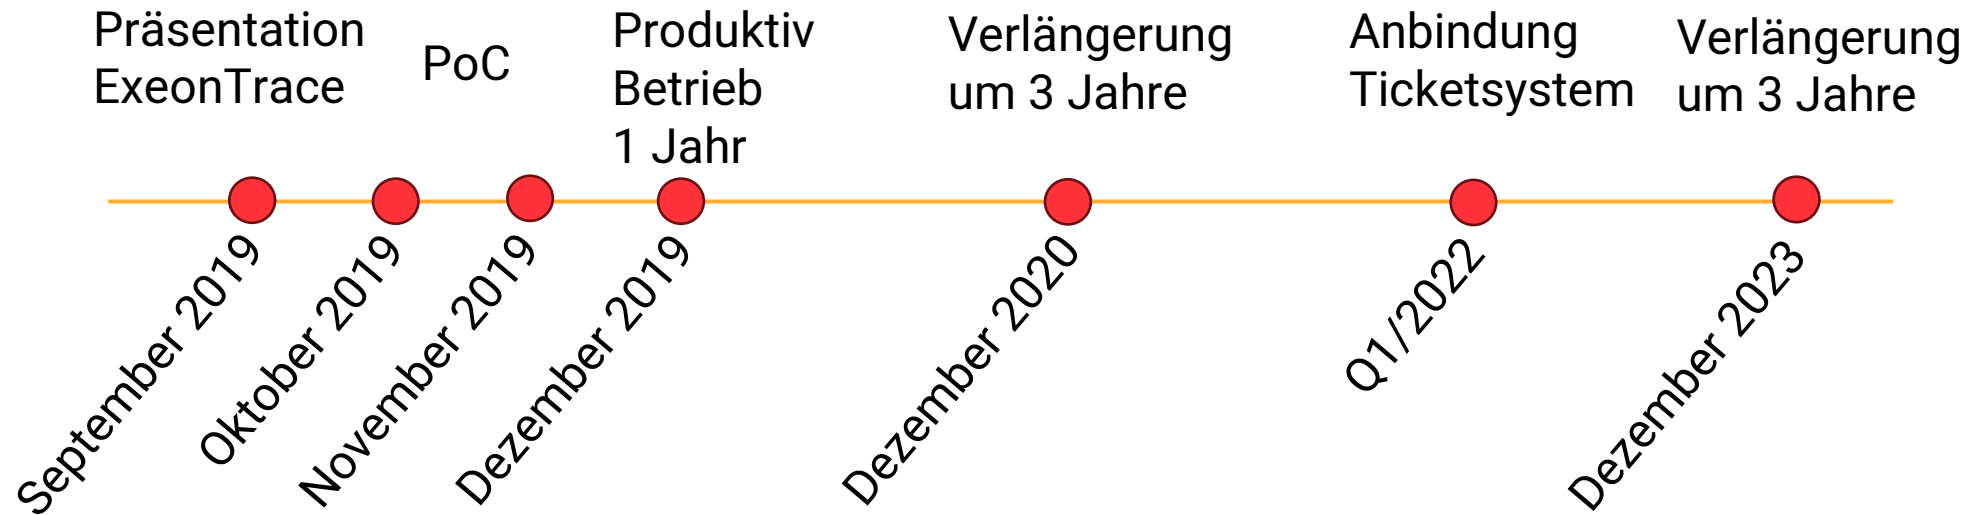 Präsentation
ExeonTrace
PoC
Produktiv
Betrieb
1 Jahr
Verlängerung
um 3 Jahre
Anbindung
Ticketsystem
Verlängerung
um 3 Jahre
September 2019
Oktober 2019
November 2019
Dezember 2019
Dezember 2020
Q1/2022
Dezember 2023